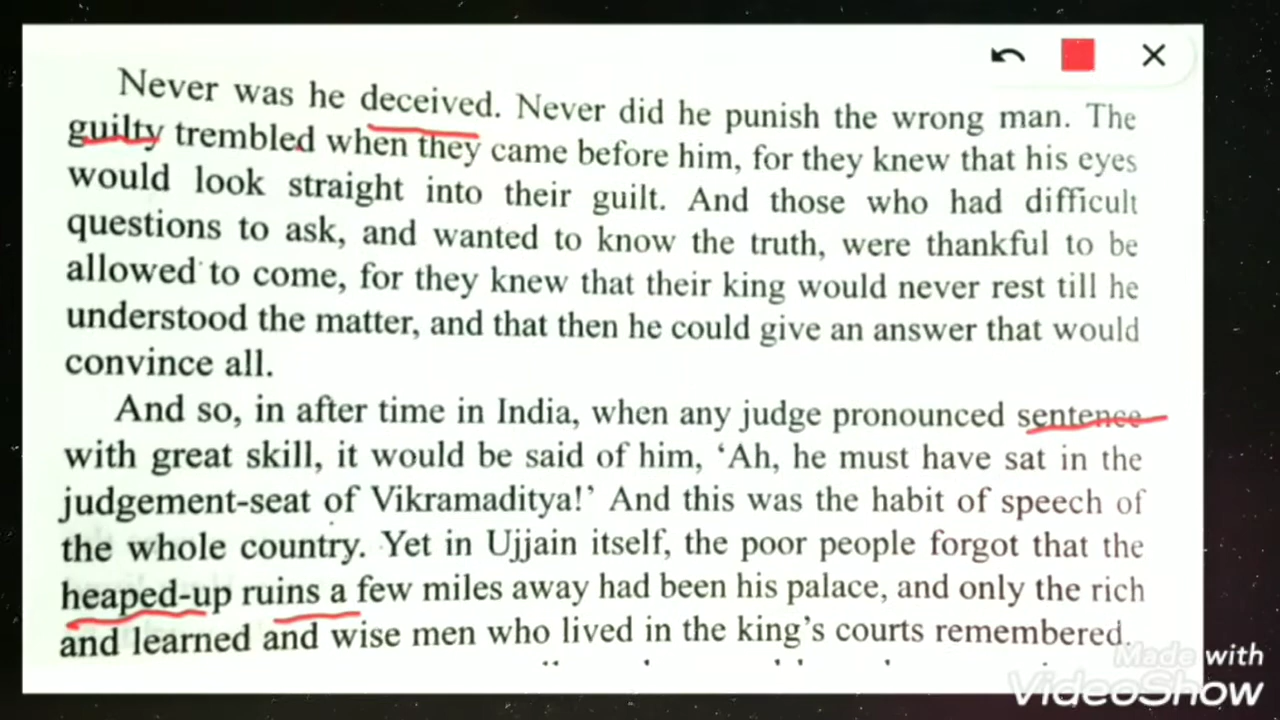 Never was he deceived. Never did he punish the wrong man. The
guilty trembled when they came before him, for they knew that his eyes
would look straight into their guilt. And those who had difficult
questions to ask, and wanted to know the truth, were thankful to be
allowed to come, for they knew that their king would never rest till he
understood the matter, and that then he could give an answer that would
convince all.
And so, in after time in India, when any judge pronounced sentence
with great skill, it would be said of him, ‘Ah, he must have sat in the
judgement-seat of Vikramaditya!’ And this was the habit of speech of
the whole country. Yet in Ujjain itself, the poor people forgot that the
heaped-up ruins a few miles away had been his palace, and only the rich
and learned and wise men who lived in the king’s courts remembered.
Made with
VideoShow